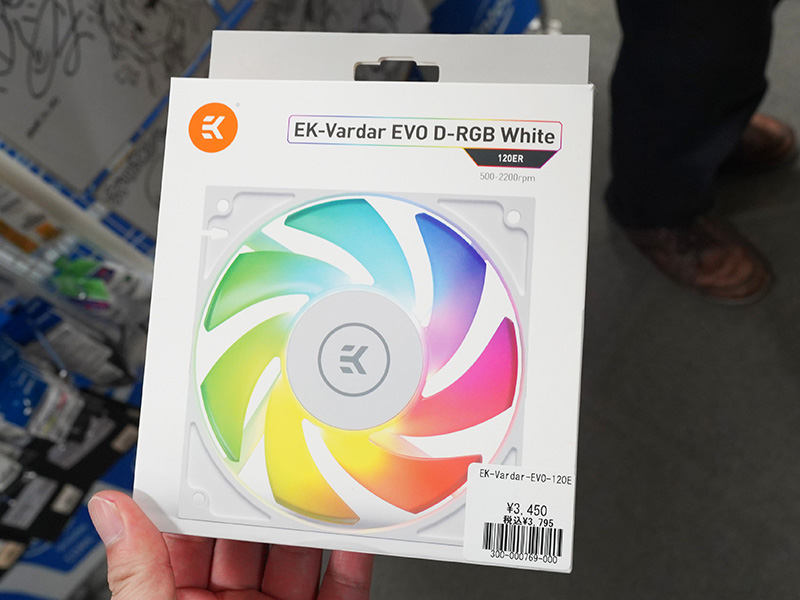 EK-Vardar EVO D-RGB White
120ER
500-2200rpm
EK-Vardar-EVO-120E
¥3,450
税込¥3,795
300-000769-000